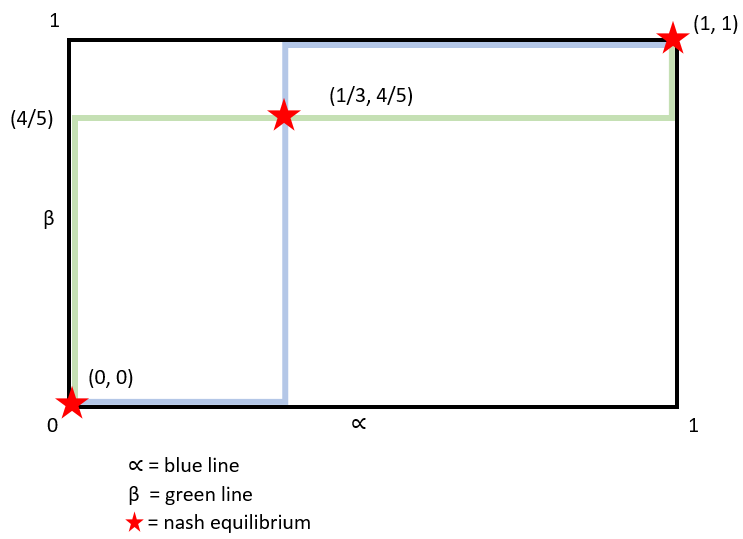 1
(1, 1)
(1/3, 4/5)
(4/5)
β
(0, 0)
0
∝
1
∝ = blue line
β = green line
= nash equilibrium